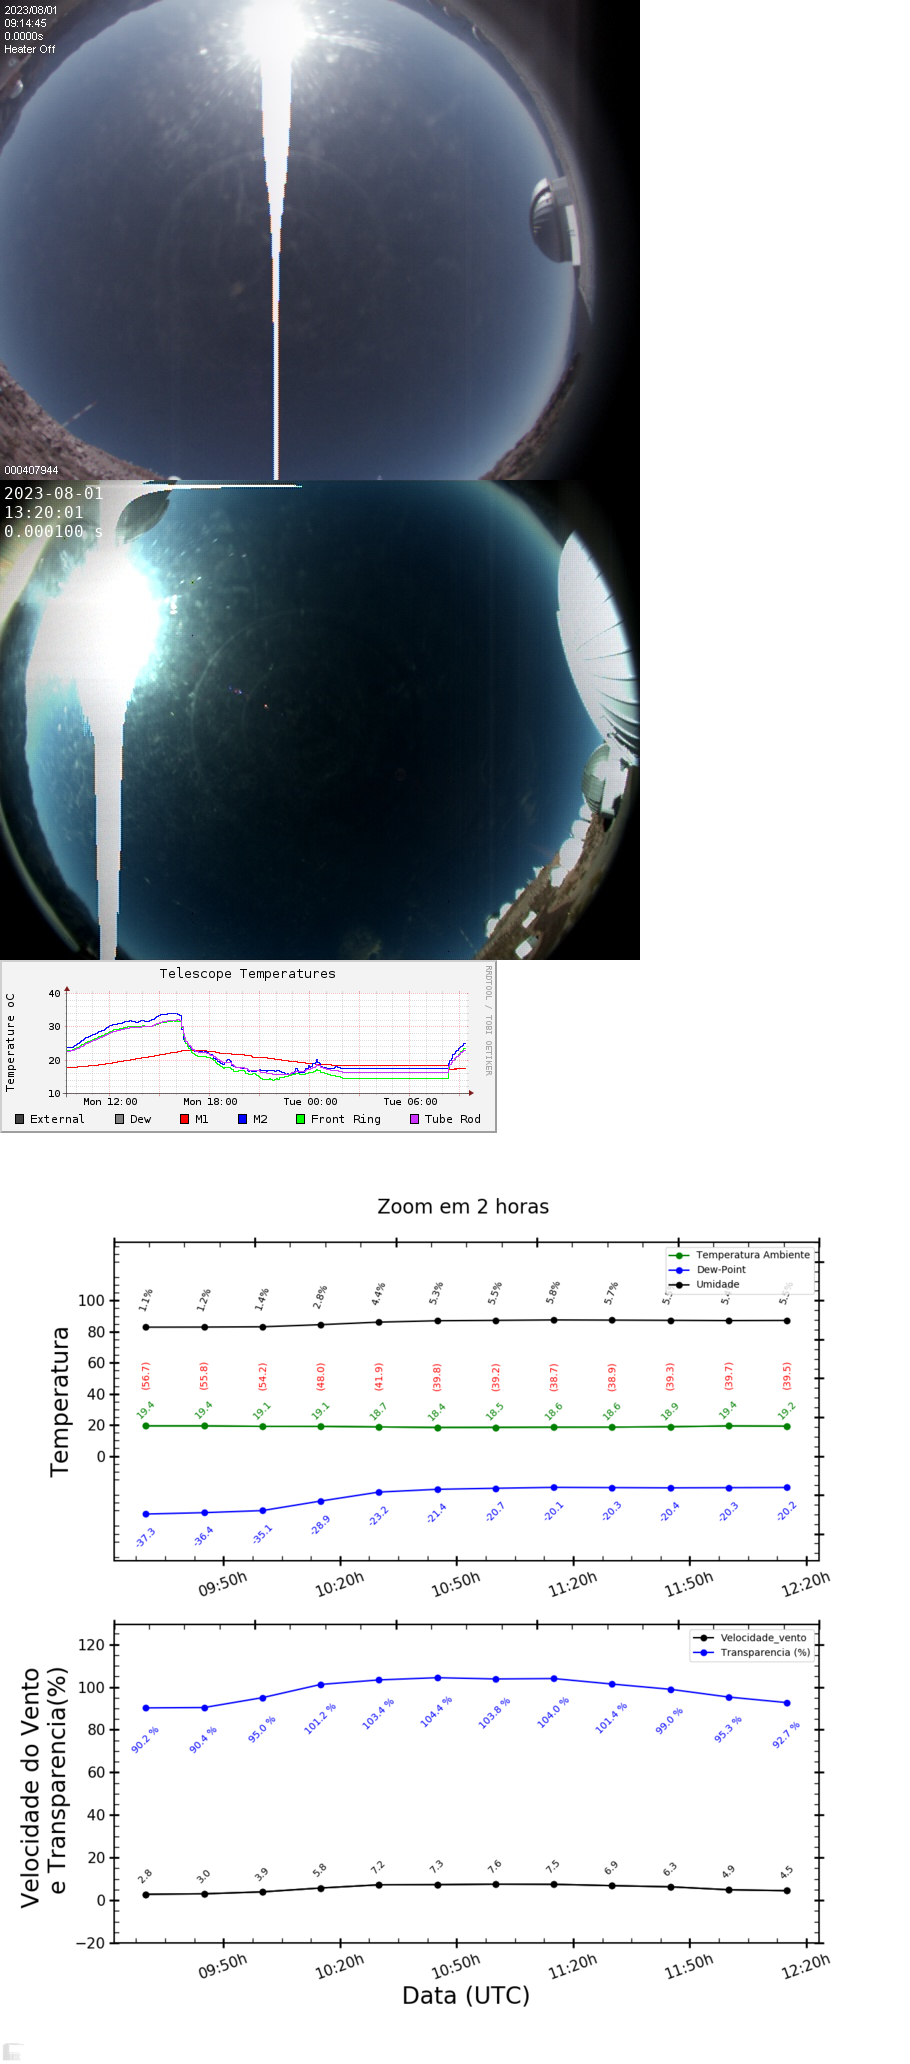 2023/08/01
09:14:45
0.0000s
Heater Off
000407944
2023-08-01
13:20:01
0.000100 s
Telescope Temperatures
RRDTOOL / TOBI OETIKER
Temperature oC
40
30
20
10
Mon 12:00 Mon 18:00 Tue 00:00 Tue 06:00
External Dew M1 M2 Front Ring Tube Rod
Zoom em 2 horas
Temperatura Ambiente
Dew-Point
Umidade
1.1% 1.2% 1.4% 2.8% 4.4% 5.3% 5.5% 5.8% 5.7%
Temperatura
100
80
60
40
20
0
(56.7) (55.8) (54.2) (48.0) (41.9) (39.8) (39.2) (38.7) (38.9) (39.3) (39.7) (39.5)
19.4 19.4 19.1 19.1 18.7 18.4 18.5 18.6 18.6 18.9 19.4 19.2
-37.3 -36.4 -35.1 -28.9 -23.2 -21.4 -20.7 -20.1 -20.3 -20.4 -20.3 -20.2
09:50h 10:20h 10:50h 11:20h 11:50h 12:20h
Velocidade_vento
Transparencia (%)
Velocidade do Vento
e Transparencia(%)
120
100
80
60
40
20
0
−20
90.2 % 90.4 % 95.0 % 101.2 % 103.4 % 104.4 % 103.8 % 104.0 % 101.4 % 99.0 % 95.3 % 92.7 %
2.8 3.0 3.9 5.8 7.2 7.3 7.6 7.5 6.9 6.3 4.9 4.5
09:50h 10:20h 10:50h 11:20h 11:50h 12:20h
Data (UTC)